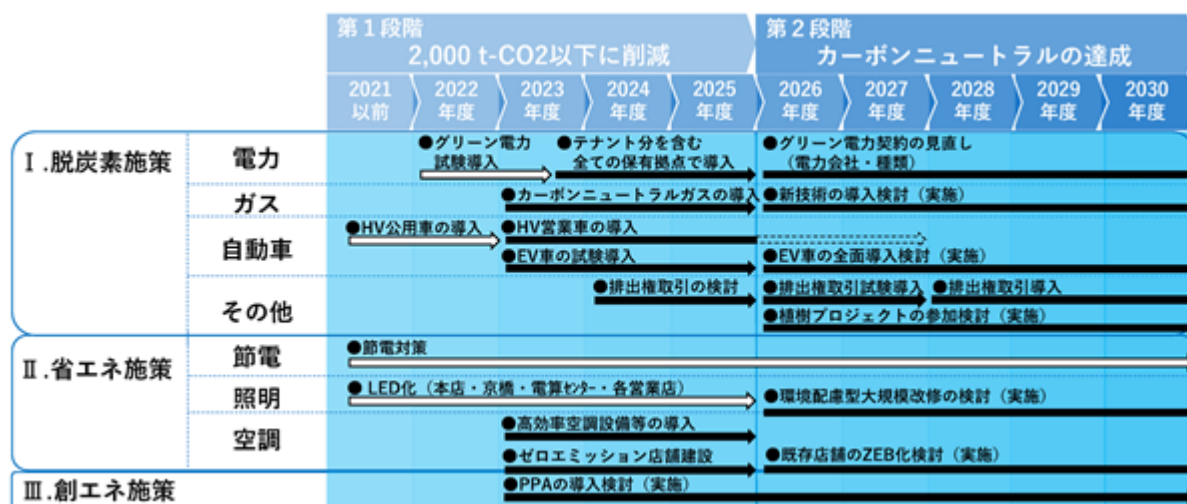 第1段階
2,000 t-CO2以下に削減
第2段階
カーボンニュートラルの達成
2021
以前
2022
年度
2023
年度
2024
年度
2025
年度
2026
年度
2027
年度
2028
年度
2029
年度
2030
年度
Ⅰ.脱炭素施策
電力
●グリーン電力
試験導入
●テナント分を含む
全ての保有拠点で導入
●グリーン電力契約の見直し
（電力会社・種類）
ガス
●カーボンニュートラルガスの導入
●新技術の導入検討（実施）
自動車
●HV公用車の導入
●HV営業車の導入
●EV車の試験導入
●EV車の全面導入検討（実施）
その他
●排出権取引の検討
●排出権取引試験導入
●排出権取引導入
●植樹プロジェクトの参加検討（実施）
Ⅱ.省エネ施策
節電
●節電対策
照明
●LED化（本店・京橋・電算ｾﾝﾀｰ・各営業店）
●環境配慮型大規模改修の検討（実施）
空調
●高効率空調設備等の導入
●ゼロエミッション店舗建設
●既存店舗のZEB化検討（実施）
Ⅲ.創エネ施策
●PPAの導入検討（実施）